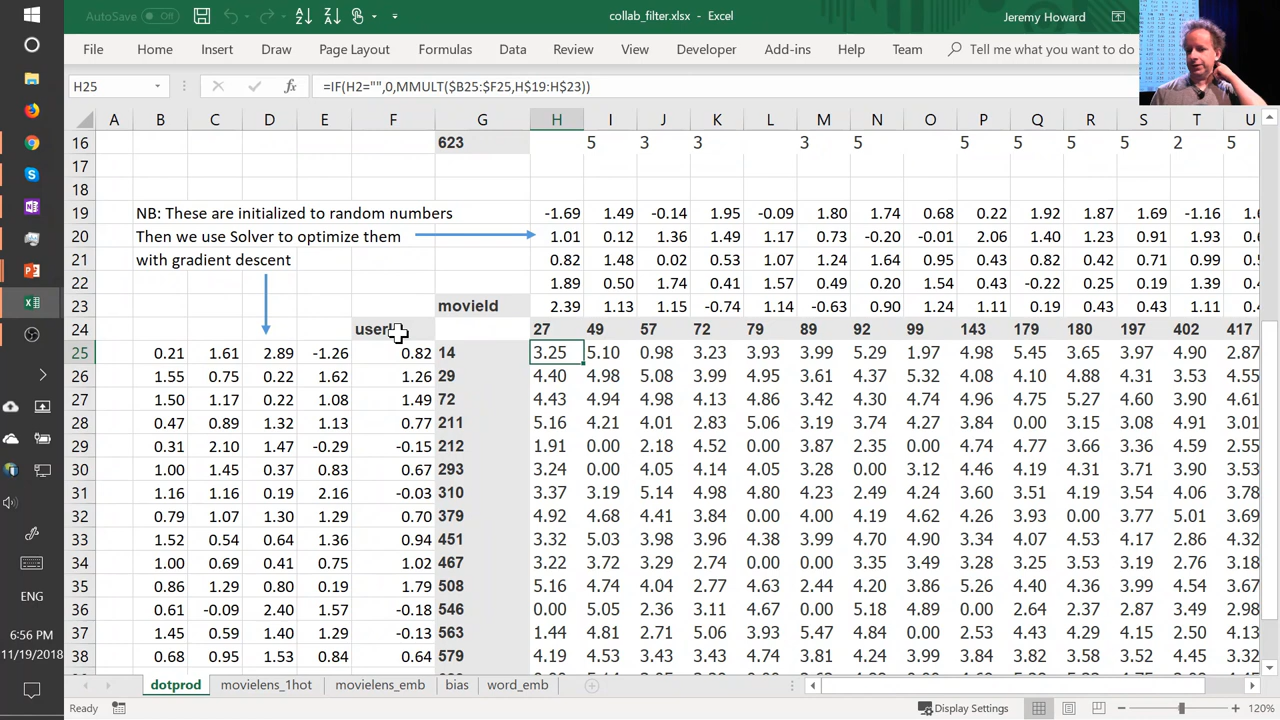 AutoSave Off collab_filter.xlsx - Excel Jeremy Howard
File Home Insert Draw Page Layout Formulas Data Review View Developer Add-ins Help Team Tell me what you want to do
H25 fx =IF(H2="",0,MMULT($B25:$F25,H$19:H$23))
A B C D E F G H I J K L M N O P Q R S T U
16 623 5 3 3 3 5 5 5 5 5 2 5
17
18
19 NB: These are initialized to random numbers -1.69 1.49 -0.14 1.95 -0.09 1.80 1.74 0.68 0.22 1.92 1.87 1.69 -1.16
20 Then we use Solver to optimize them 1.01 0.12 1.36 1.49 1.17 0.73 -0.20 -0.01 2.06 1.40 1.23 0.91 1.93
21 with gradient descent 0.82 1.48 0.02 0.53 1.07 1.24 1.64 0.95 0.43 0.82 0.42 0.71 0.99
22 1.89 0.50 1.74 0.41 1.57 0.49 0.20 1.54 0.43 -0.22 0.25 0.19 1.39
23 movieId 2.39 1.13 1.15 -0.74 1.14 -0.63 0.90 1.24 1.11 0.19 0.43 0.43 1.11
24 user 27 49 57 72 79 89 92 99 143 179 180 197 402 417
25 0.21 1.61 2.89 -1.26 0.82 14 3.25 5.10 0.98 3.23 3.93 3.99 5.29 1.97 4.98 5.45 3.65 3.97 4.90 2.87
26 1.55 0.75 0.22 1.62 1.26 29 4.40 4.98 5.08 3.99 4.95 3.61 4.37 5.32 4.08 4.10 4.88 4.31 3.53 4.55
27 1.50 1.17 0.22 1.08 1.49 72 4.43 4.94 4.98 4.13 4.86 3.42 4.30 4.74 4.96 4.75 5.27 4.60 3.90 4.61
28 0.47 0.89 1.32 1.13 0.77 211 5.16 4.21 4.01 2.83 5.06 3.19 3.74 4.27 3.84 0.00 3.15 3.08 4.91 3.01
29 0.31 2.10 1.47 -0.29 -0.15 212 1.91 0.00 2.18 4.52 0.00 3.87 2.35 0.00 4.74 4.77 3.36 4.59 2.55
30 1.00 1.45 0.37 0.83 0.67 293 3.24 0.00 4.05 4.14 4.05 3.28 0.00 3.12 4.46 4.19 4.31 3.71 3.90 3.53
31 1.16 1.16 0.19 2.16 -0.03 310 3.37 3.19 5.14 4.98 4.80 4.23 2.49 4.24 3.60 3.51 4.19 3.54 4.06 3.78
32 0.79 1.07 1.30 1.29 0.70 379 4.92 4.68 4.41 3.84 0.00 4.00 4.19 4.62 4.26 3.93 0.00 3.77 5.01 4.69
33 1.52 0.54 0.64 1.36 0.94 451 3.32 5.03 3.98 3.96 4.38 3.99 4.70 4.90 3.34 4.07 4.53 4.17 2.86 4.32
34 1.00 0.69 0.41 0.75 1.02 467 3.32 3.72 3.29 2.74 0.00 0.00 3.35 3.49 3.28 3.25 3.53 3.19 2.76 3.18
35 0.86 1.29 0.80 0.19 1.79 508 5.16 4.74 4.04 2.77 4.63 2.44 4.20 3.86 5.26 4.40 4.36 3.99 4.54 3.67
36 0.61 -0.09 2.40 1.57 -0.18 546 0.00 5.05 2.36 3.11 4.67 0.00 5.18 4.89 0.00 2.64 2.37 2.87 3.49 2.98
37 1.45 0.59 1.40 1.29 -0.13 563 1.44 4.81 2.71 5.06 3.93 5.47 4.84 0.00 2.53 4.43 4.29 4.15 2.50 4.13
38 0.68 0.95 1.53 0.84 0.64 579 4.19 4.53 3.43 4.74 3.81 4.24 3.99 3.80 3.58 3.52 4.45 3.32
ENG
6:56 PM
11/19/2018
dotprod movielens_1hot movielens_emb bias word_emb
Ready Display Settings 120%